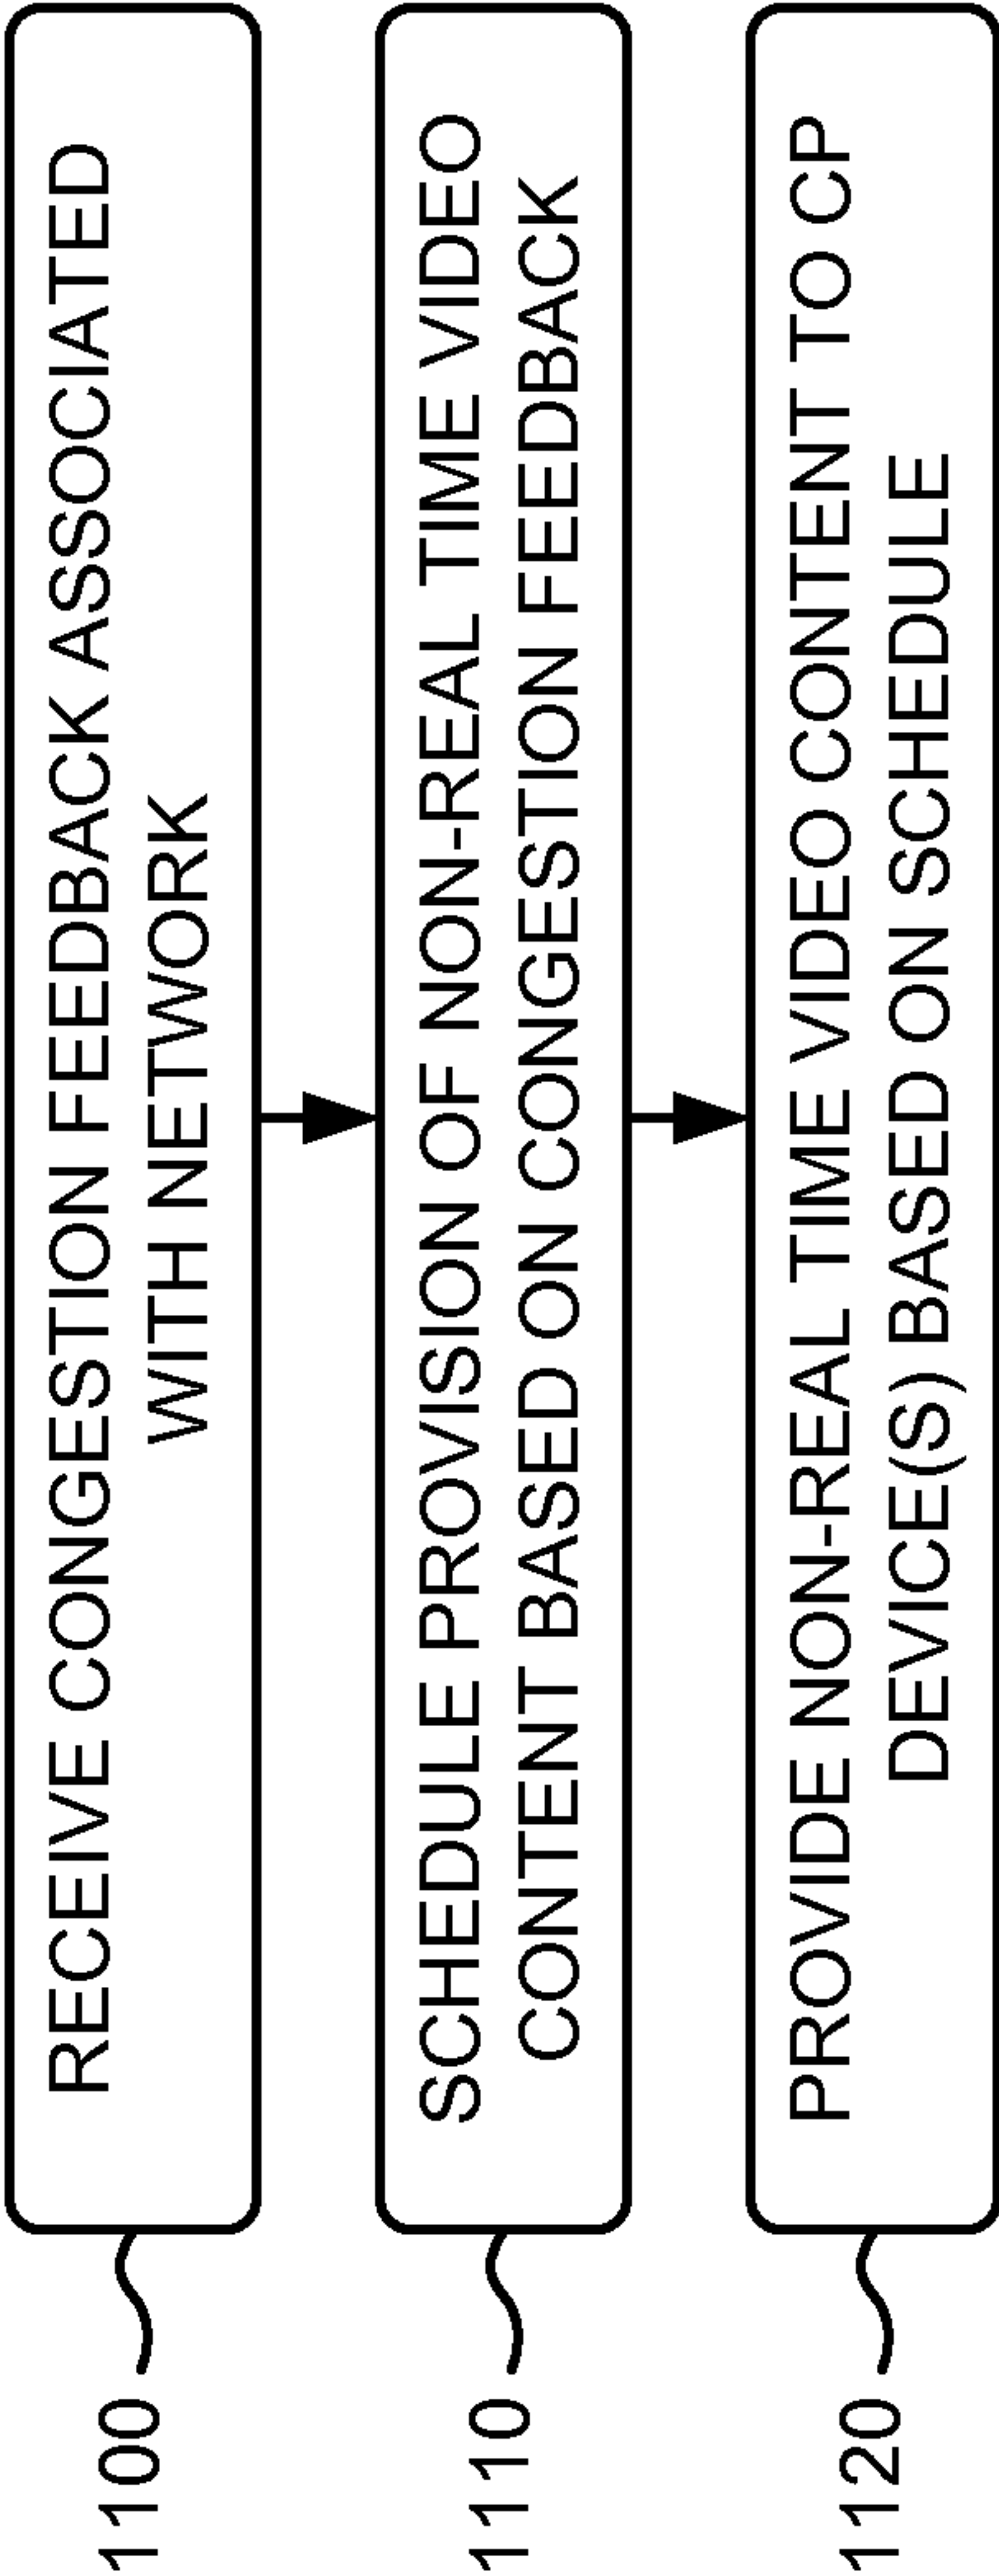 1100
RECEIVE CONGESTION FEEDBACK ASSOCIATED
WITH NETWORK
1110
SCHEDULE PROVISION OF NON-REAL TIME VIDEO
CONTENT BASED ON CONGESTION FEEDBACK
1120
PROVIDE NON-REAL TIME VIDEO CONTENT TO CP
DEVICE(S) BASED ON SCHEDULE